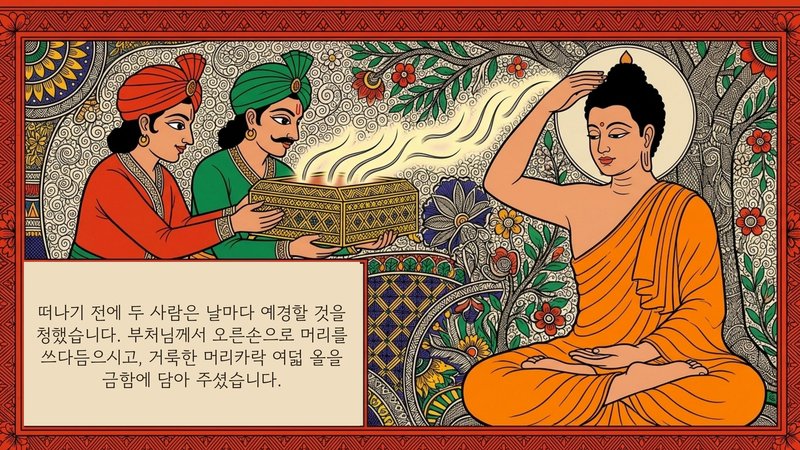 떠나기 전에 두 사람은 날마다 예경할 것을
청했습니다. 부처님께서 오른손으로 머리를
쓰다듬으시고, 거룩한 머리카락 여덟 올을
금함에 담아 주셨습니다.